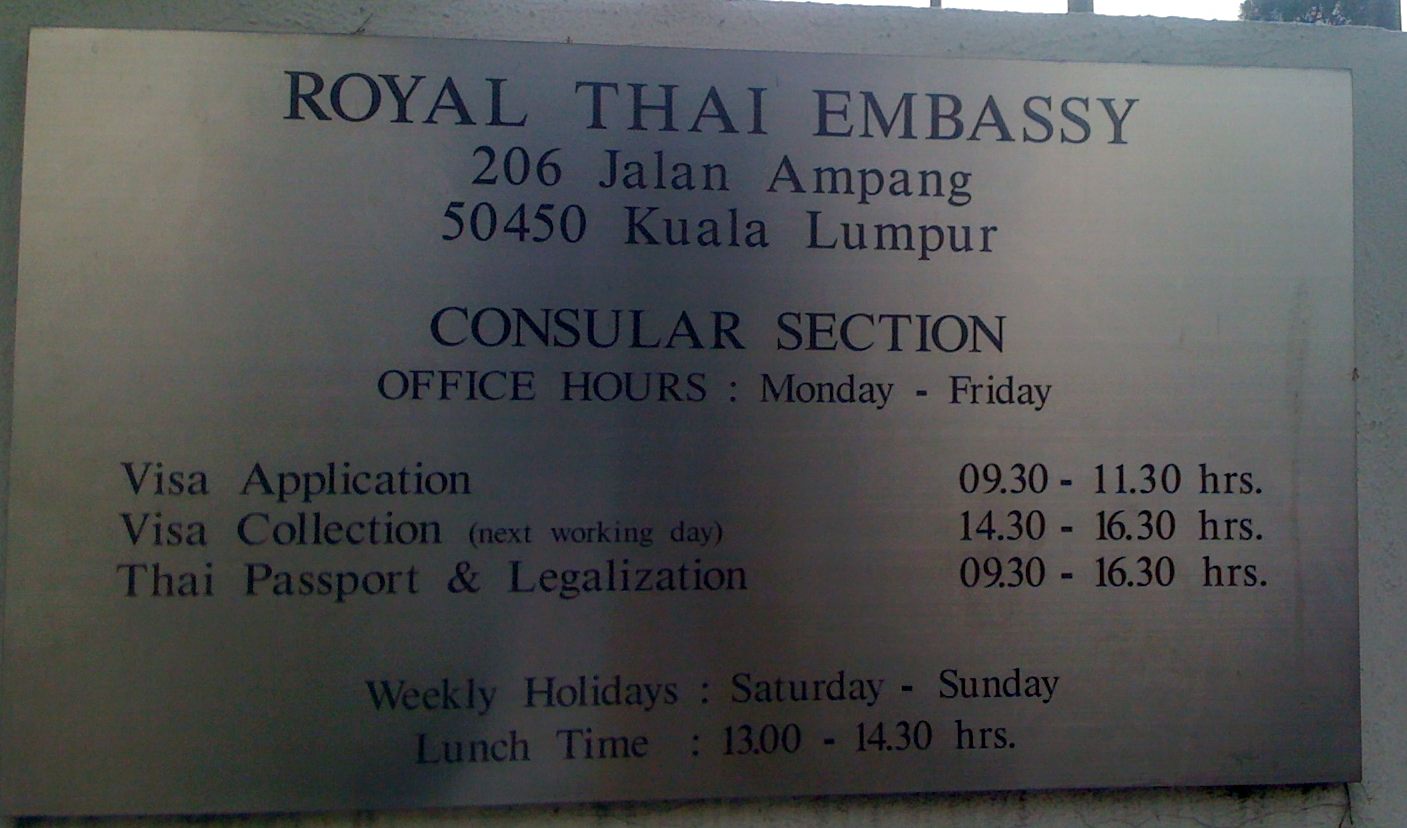 ROYAL THAI EMBASSY
206 Jalan Ampang
50450 Kuala Lumpur
CONSULAR SECTION
OFFICE HOURS : Monday - Friday
Visa Application 09.30 - 11.30 hrs.
Visa Collection (next working day) 14.30 - 16.30 hrs.
Thai Passport & Legalization 09.30 - 16.30 hrs.
Weekly Holidays : Saturday - Sunday
Lunch Time : 13.00 - 14.30 hrs.